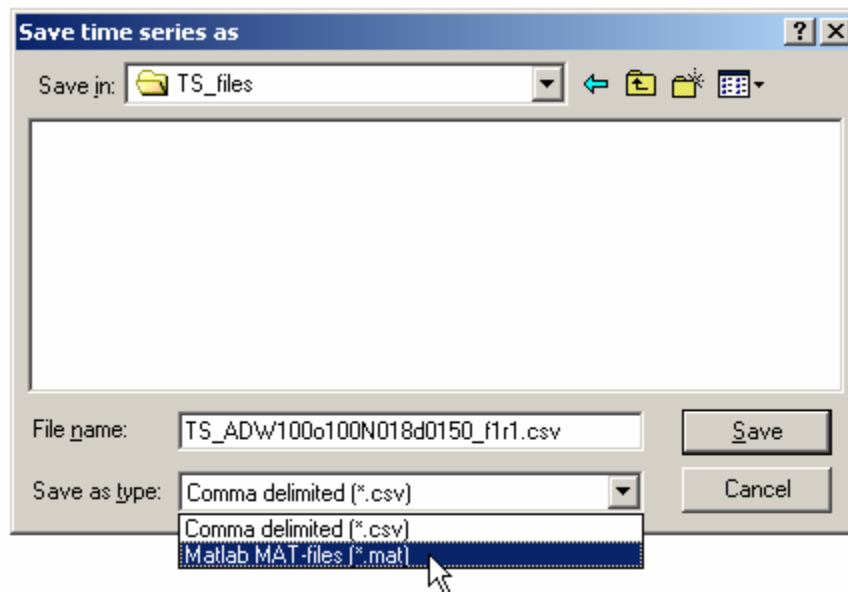 Save time series as
Save in: TS_files
File name: TS_ADW100o100N018d0150_f1r1.csv Save
Save as type: Comma delimited (*.csv) Cancel
Comma delimited (*.csv)
Matlab MAT-files (*.mat)